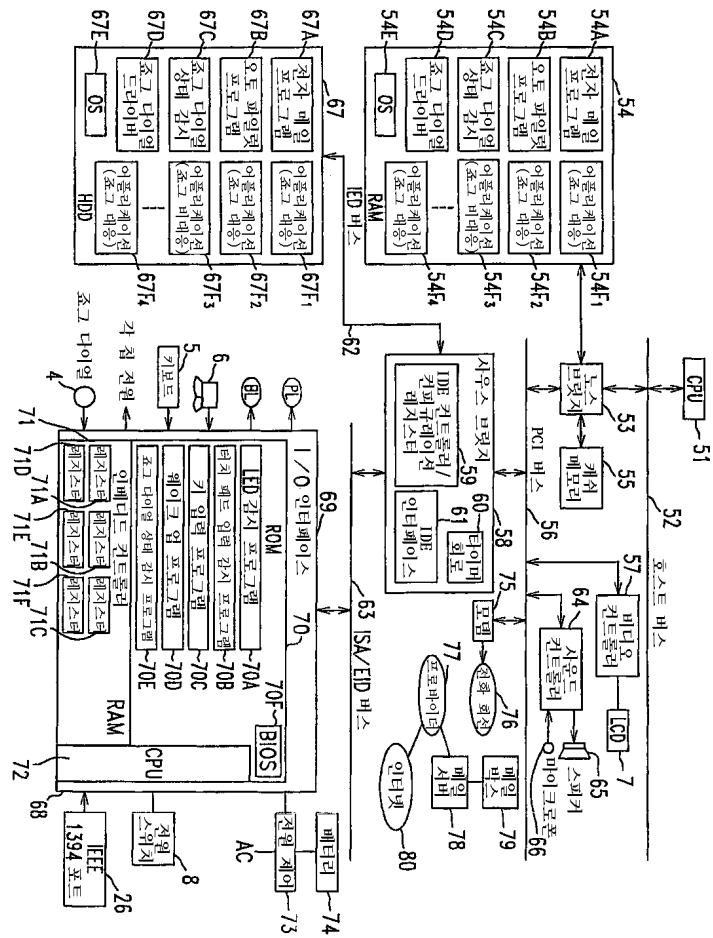 CPU
51
52
호스트 버스
54
54A
전자 메일
프로그램
54B
오토 파일럿
프로그램
54C
죠그 다이얼
상태 감시
54D
죠그 다이얼
드라이버
54E
OS
어플리케이션
(죠그 대응)
54F1
어플리케이션
(죠그 대응)
54F2
어플리케이션
(죠그 비대응)
54F3
어플리케이션
(죠그 대응)
54F4
RAM
노스
브릿지
53
캐쉬
메모리
55
57
비디오
컨트롤러
LCD
7
64
사운드
컨트롤러
스피커
65
마이크로폰
66
PCI 버스
56
사우스 브릿지
58
IDE 컨트롤러/
컨피규레이션
레지스터
59
타이머
회로
60
IDE
인터페이스
61
75
모뎀
전화 회선
76
77
프로바이더
메일
서버
78
메일
박스
79
인터넷
80
IED 버스
62
63
ISA/EID 버스
67
67A
전자 메일
프로그램
67B
오토 파일럿
프로그램
67C
죠그 다이얼
상태 감시
67D
죠그 다이얼
드라이버
67E
OS
어플리케이션
(죠그 대응)
67F1
어플리케이션
(죠그 대응)
67F2
어플리케이션
(죠그 비대응)
67F3
어플리케이션
(죠그 대응)
67F4
HDD
I/O 인터페이스
69
ROM
70
LED 감시 프로그램
70A
터치 패드 입력 감시 프로그램
70B
키 입력 프로그램
70C
웨이크 업 프로그램
70D
죠그 다이얼 상태 감시 프로그램
70E
70F
BIOS
71
RAM
임베디드 컨트롤러
레지스터
71A
레지스터
71B
레지스터
71C
레지스터
71D
레지스터
71E
레지스터
71F
CPU
72
68
PL
BL
6
5
키보드
각 점 전원
죠그 다이얼
4
AC
전원 제어
73
배터리
74
전원
스위치
8
IEEE
1394 포트
26